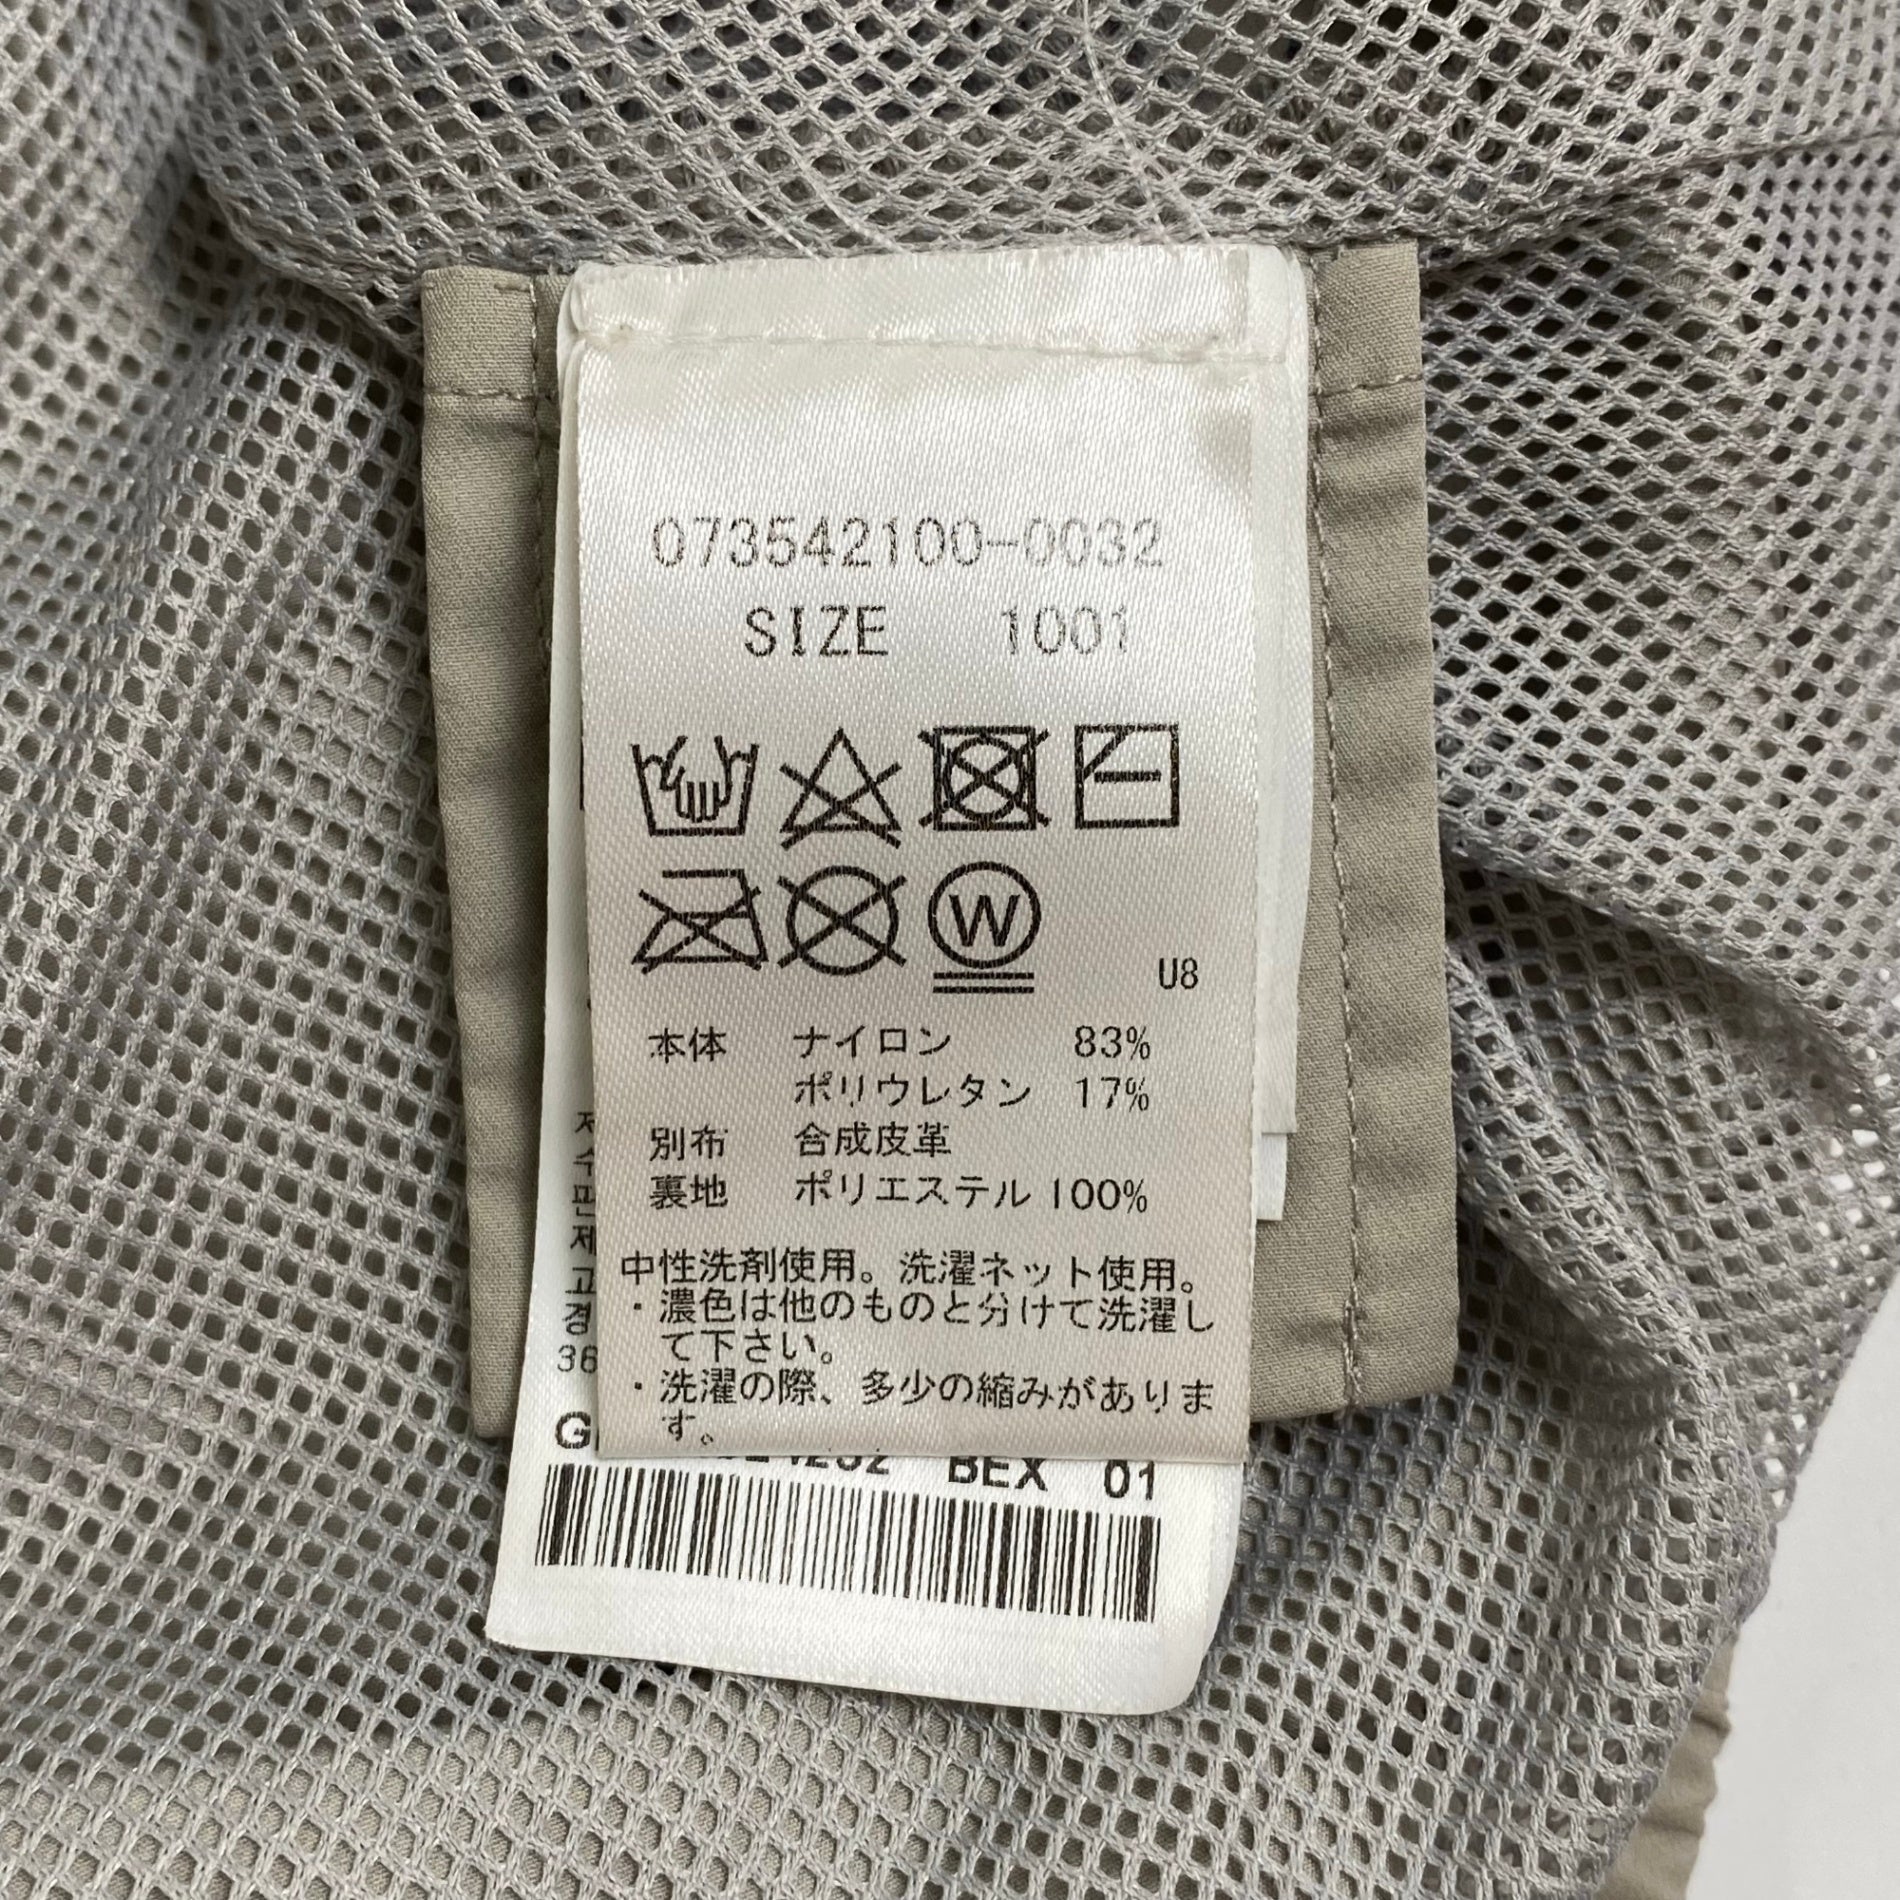 073542100-0032
SIZE 1001
W
U8
本体 ナイロン 83%
ポリウレタン 17%
別布 合成皮革
裏地 ポリエステル 100%
中性洗剤使用。洗濯ネット使用。
・濃色は他のものと分けて洗濯し
て下さい。
・洗濯の際、多少の縮みがありま
す。
제
고
경
36
G
BEX 01